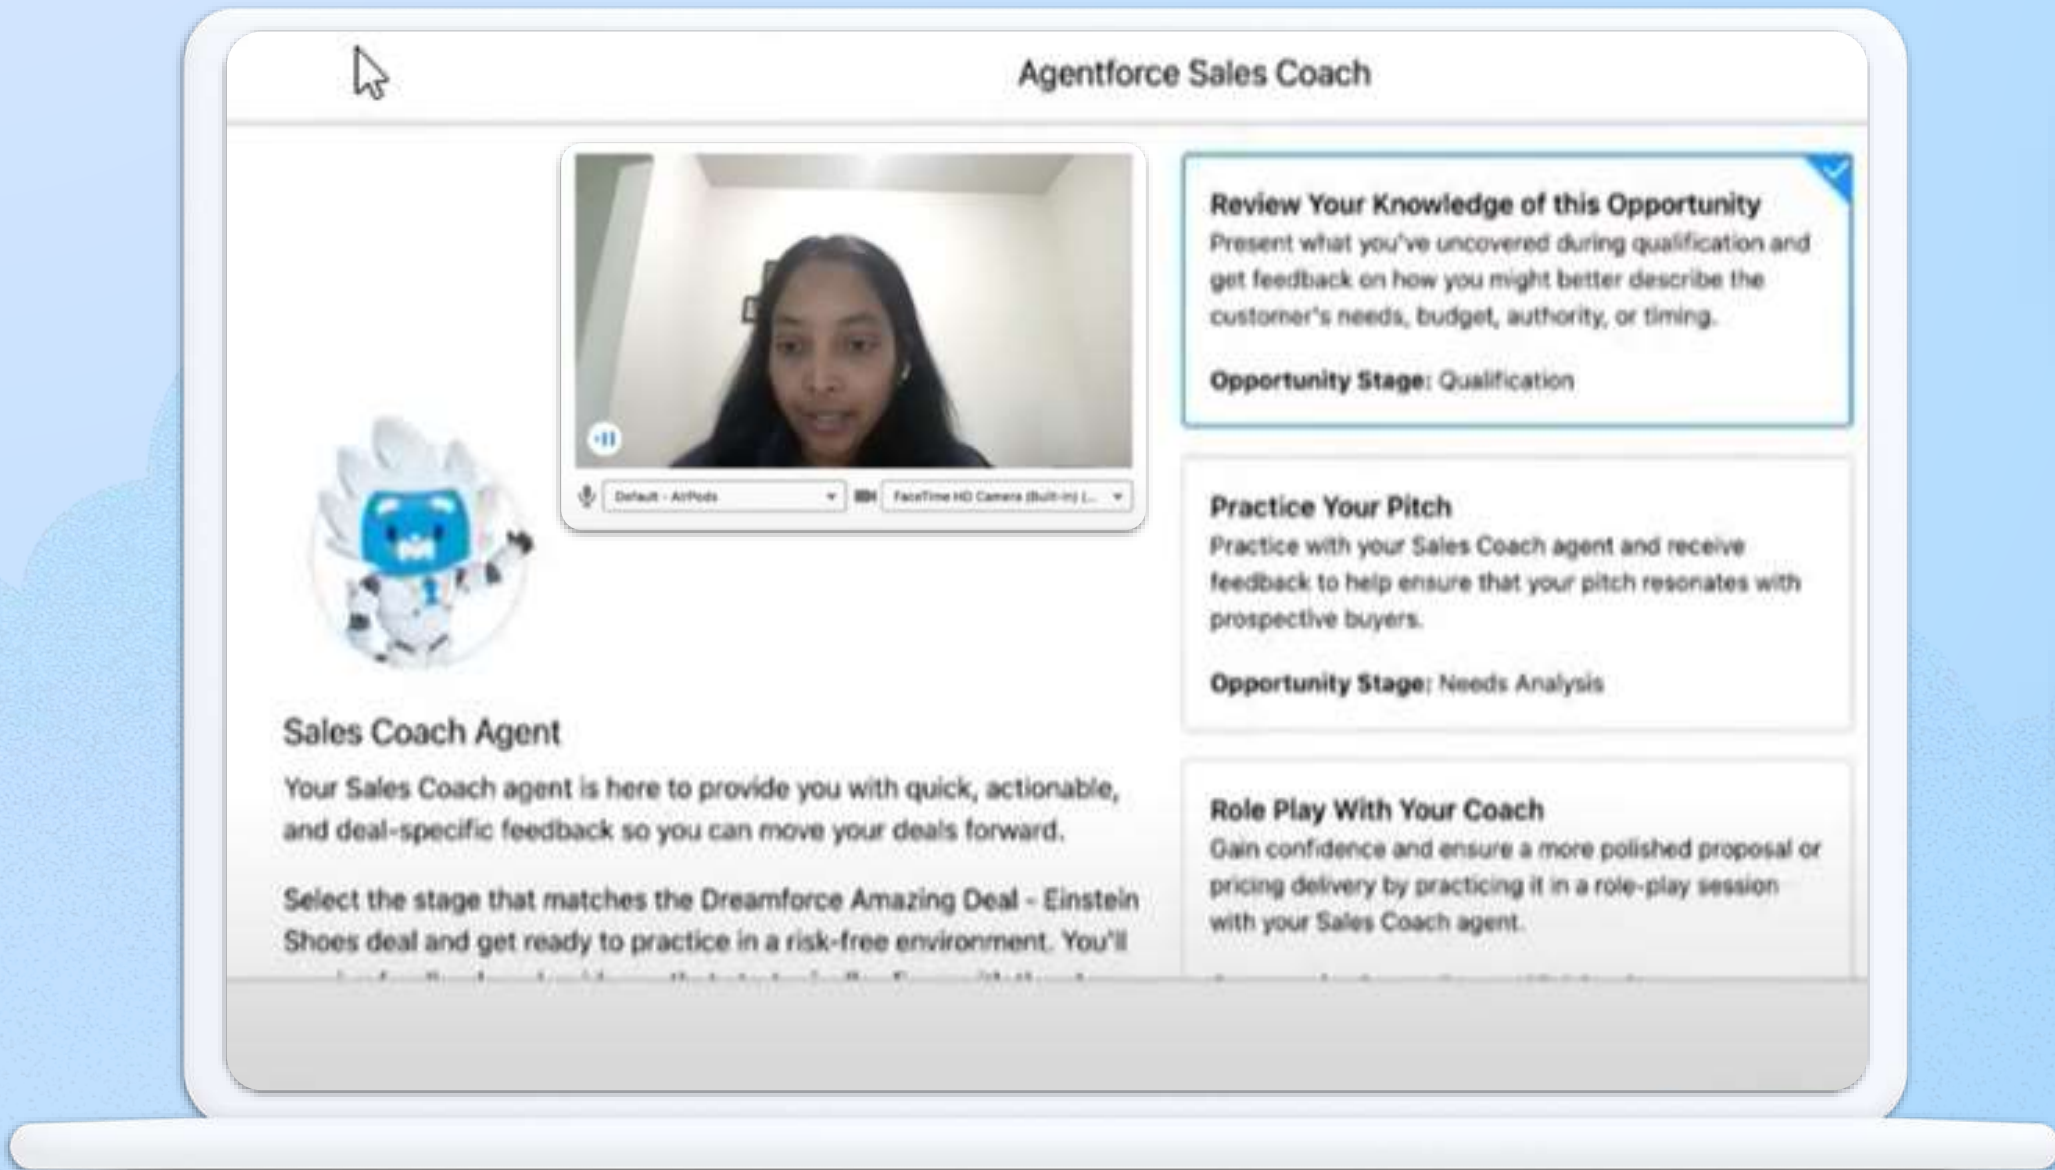 Agentforce Sales Coach
Default - AirPods
FaceTime HD Camera (Built-in) (...
Sales Coach Agent
Your Sales Coach agent is here to provide you with quick, actionable,
and deal-specific feedback so you can move your deals forward.
Select the stage that matches the Dreamforce Amazing Deal - Einstein
Shoes deal and get ready to practice in a risk-free environment. You'll
Review Your Knowledge of this Opportunity
Present what you've uncovered during qualification and
get feedback on how you might better describe the
customer's needs, budget, authority, or timing.
Opportunity Stage: Qualification
Practice Your Pitch
Practice with your Sales Coach agent and receive
feedback to help ensure that your pitch resonates with
prospective buyers.
Opportunity Stage: Needs Analysis
Role Play With Your Coach
Gain confidence and ensure a more polished proposal or
pricing delivery by practicing it in a role-play session
with your Sales Coach agent.